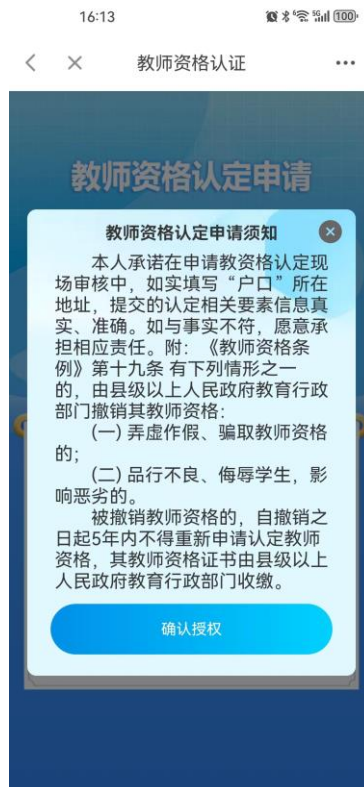 16:13
5G
100
教师资格认证
教师资格认定申请
教师资格认定申请须知
本人承诺在申请教资格认定现
场审核中，如实填写“户口”所在
地址，提交的认定相关要素信息真
实、准确。如与事实不符，愿意承
担相应责任。附：《教师资格条
例》第十九条 有下列情形之一
的，由县级以上人民政府教育行政
部门撤销其教师资格：
(一) 弄虚作假、骗取教师资格
的；
(二) 品行不良、侮辱学生，影
响恶劣的。
被撤销教师资格的，自撤销之
日起5年内不得重新申请认定教师
资格，其教师资格证书由县级以上
人民政府教育行政部门收缴。
确认授权